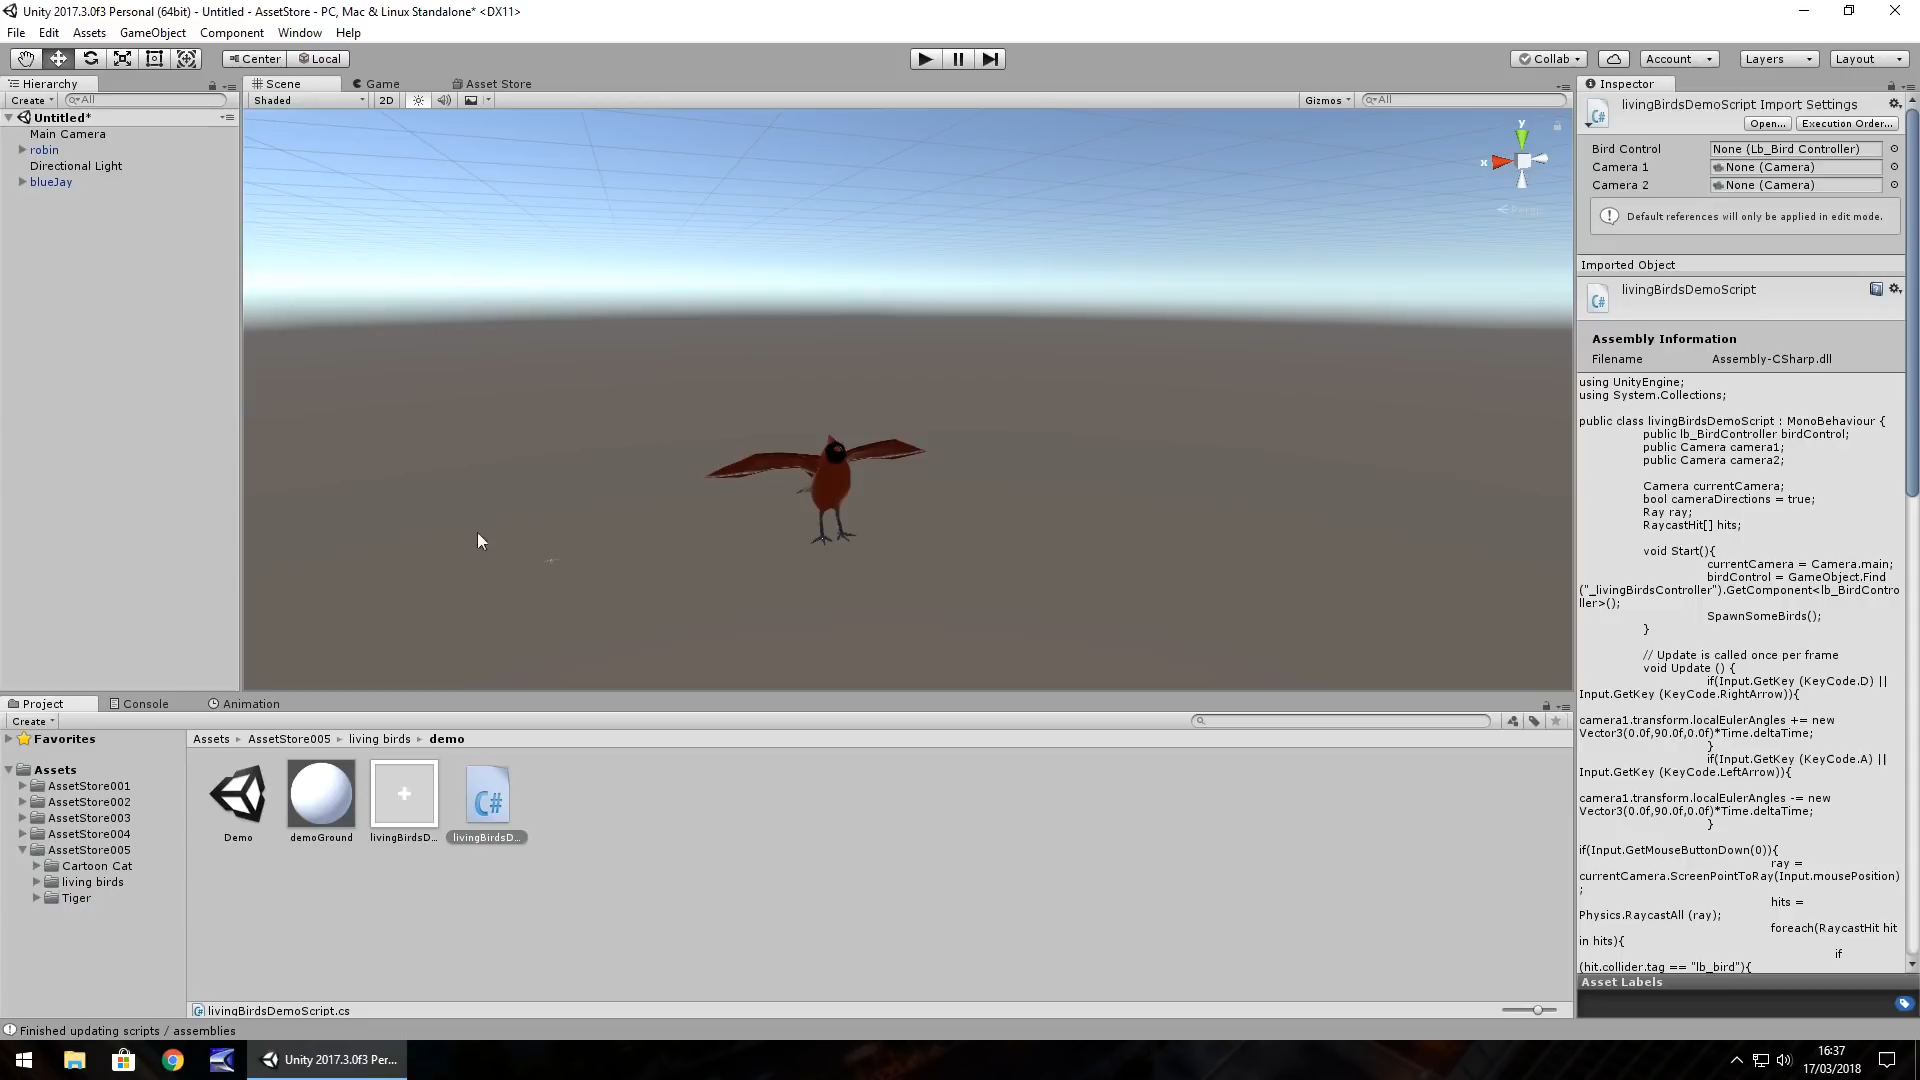 Unity 2017.3.0f3 Personal (64bit) - Untitled - AssetStore - PC, Mac & Linux Standalone* <DX11>
File Edit Assets GameObject Component Window Help
Center Local Collab Account Layers Layout
Hierarchy
Create All
Untitled*
Main Camera
robin
Directional Light
blueJay
Scene Game Asset Store
Shaded 2D Gizmos All
y
x
Persp
Inspector
livingBirdsDemoScript Import Settings
Open... Execution Order...
Bird Control None (Lb_Bird Controller)
Camera 1 None (Camera)
Camera 2 None (Camera)
Default references will only be applied in edit mode.
Imported Object
livingBirdsDemoScript
C#
Assembly Information
Filename Assembly-CSharp.dll
using UnityEngine;
using System.Collections;
public class livingBirdsDemoScript : MonoBehaviour {
public lb_BirdController birdControl;
public Camera camera1;
public Camera camera2;
Camera currentCamera;
bool cameraDirections = true;
Ray ray;
RaycastHit[] hits;
void Start(){
currentCamera = Camera.main;
birdControl = GameObject.Find
("_livingBirdsController").GetComponent<lb_BirdContro
ller>();
SpawnSomeBirds();
}
// Update is called once per frame
void Update () {
if(Input.GetKey (KeyCode.D) ||
Input.GetKey (KeyCode.RightArrow)){
camera1.transform.localEulerAngles += new
Vector3(0.0f,90.0f,0.0f)*Time.deltaTime;
}
if(Input.GetKey (KeyCode.A) ||
Input.GetKey (KeyCode.LeftArrow)){
camera1.transform.localEulerAngles -= new
Vector3(0.0f,90.0f,0.0f)*Time.deltaTime;
}
if(Input.GetMouseButtonDown(0)){
ray =
currentCamera.ScreenPointToRay(Input.mousePosition)
;
hits =
Physics.RaycastAll (ray);
foreach(RaycastHit hit
in hits){
if
(hit.collider.tag == "lb_bird"){
Asset Labels
Project Console Animation
Create
Favorites
Assets
AssetStore001
AssetStore002
AssetStore003
AssetStore004
AssetStore005
Cartoon Cat
living birds
Tiger
Assets AssetStore005 living birds demo
C#
Demo demoGround livingBirdsD... livingBirdsD...
livingBirdsDemoScript.cs
Finished updating scripts / assemblies
Unity 2017.3.0f3 Per...
16:37
17/03/2018